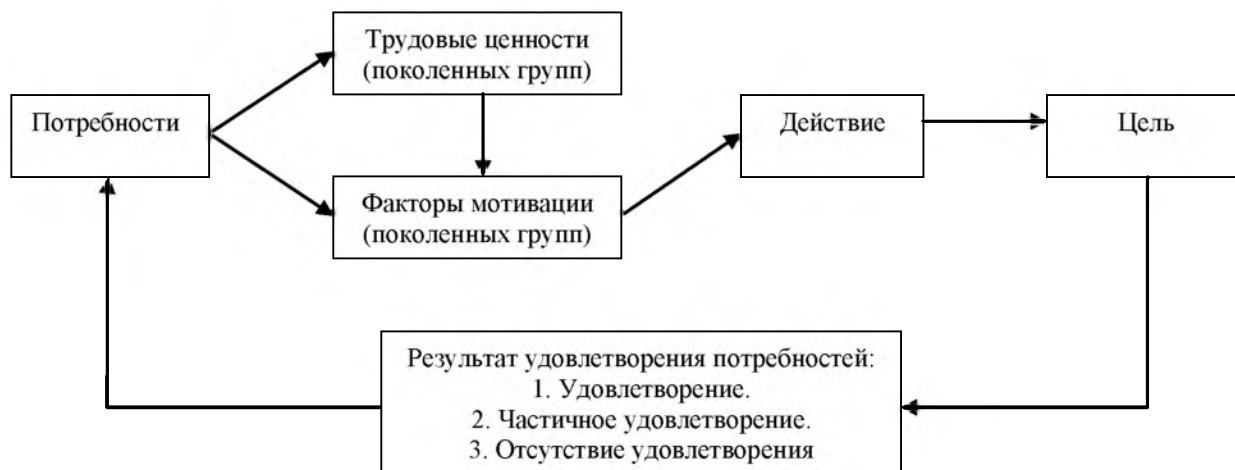 Трудовые ценности
(поколенных групп)
Потребности
Действие
Цель
Факторы мотивации
(поколенных групп)
Результат удовлетворения потребностей:
1. Удовлетворение.
2. Частичное удовлетворение.
3. Отсутствие удовлетворения